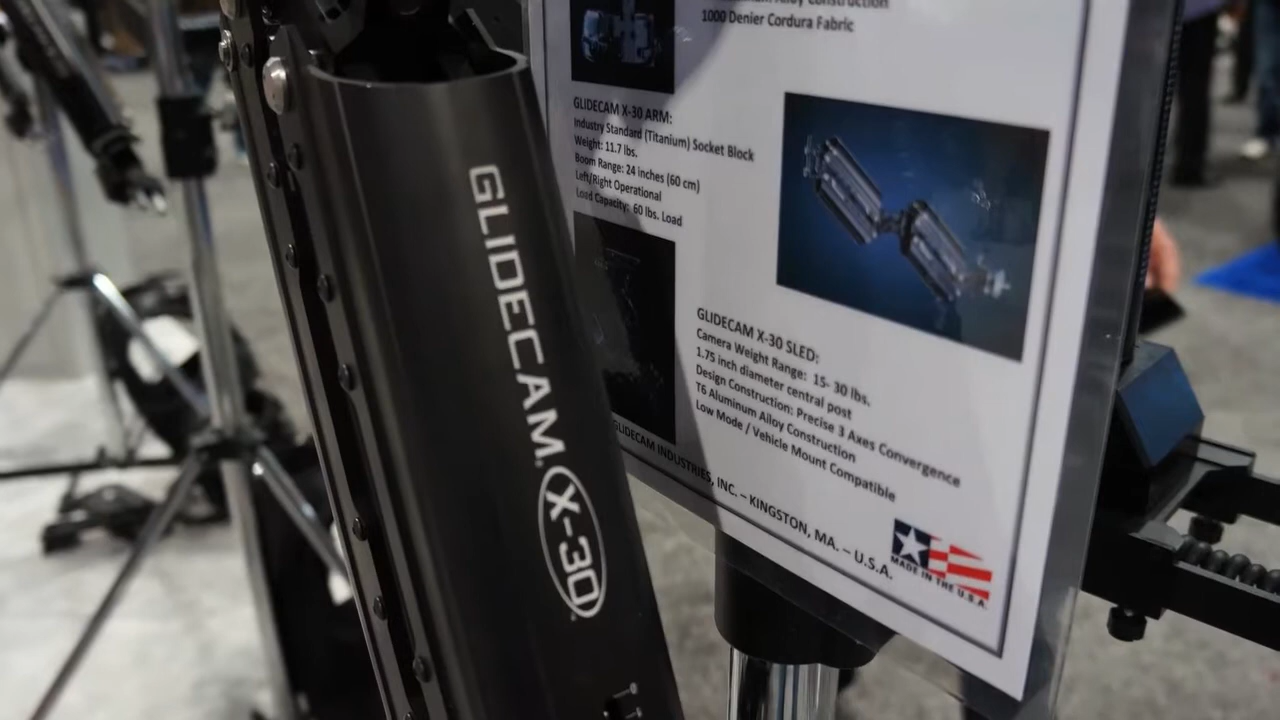 Alloy Construction
1000 Denier Cordura Fabric
GLIDECAM X-30 ARM:
Industry Standard (Titanium) Socket Block
Weight: 11.7 lbs.
Boom Range: 24 inches (60 cm)
Left/Right Operational
Load Capacity: 60 lbs. Load
GLIDECAM X-30 SLED:
Camera Weight Range: 15- 30 lbs.
1.75 inch diameter central post
Design Construction: Precise 3 Axes Convergence
T6 Aluminum Alloy Construction
Low Mode / Vehicle Mount Compatible
GLIDECAM INDUSTRIES, INC. – KINGSTON, MA. – U.S.A.
MADE IN THE U.S.A.
GLIDECAM X-30